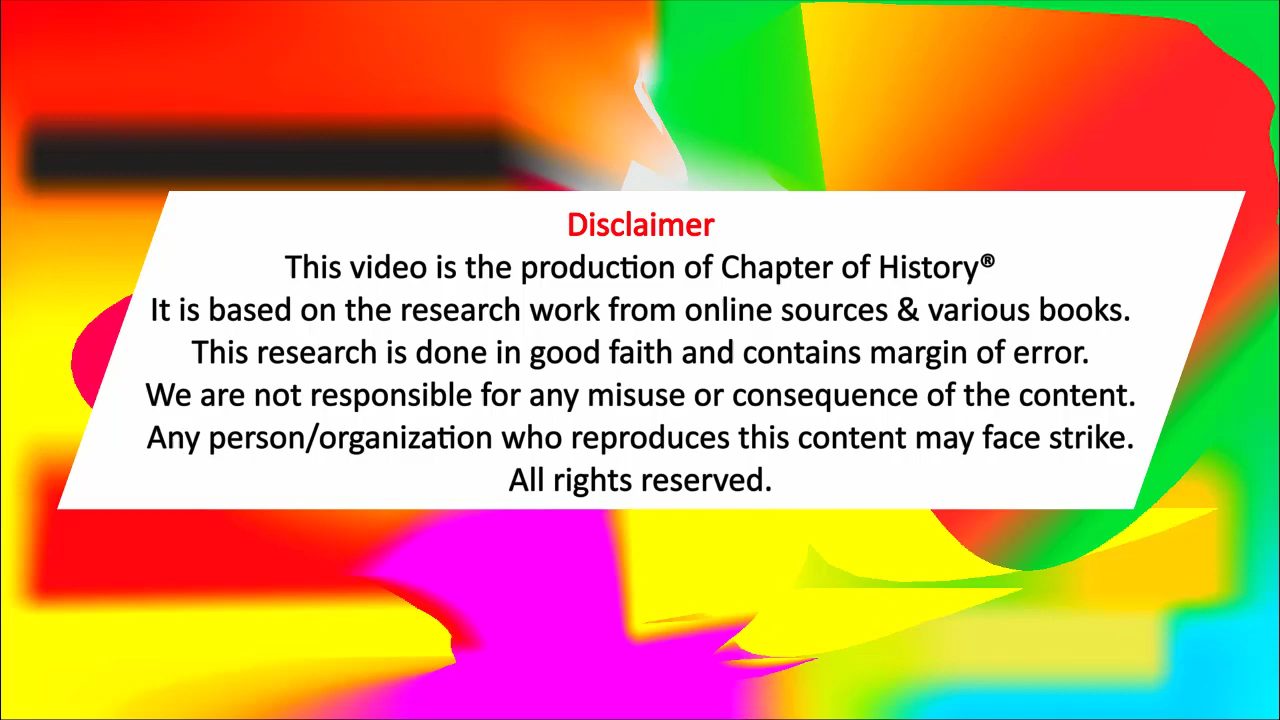 Disclaimer
This video is the production of Chapter of History®
It is based on the research work from online sources & various books.
This research is done in good faith and contains margin of error.
We are not responsible for any misuse or consequence of the content.
Any person/organization who reproduces this content may face strike.
All rights reserved.